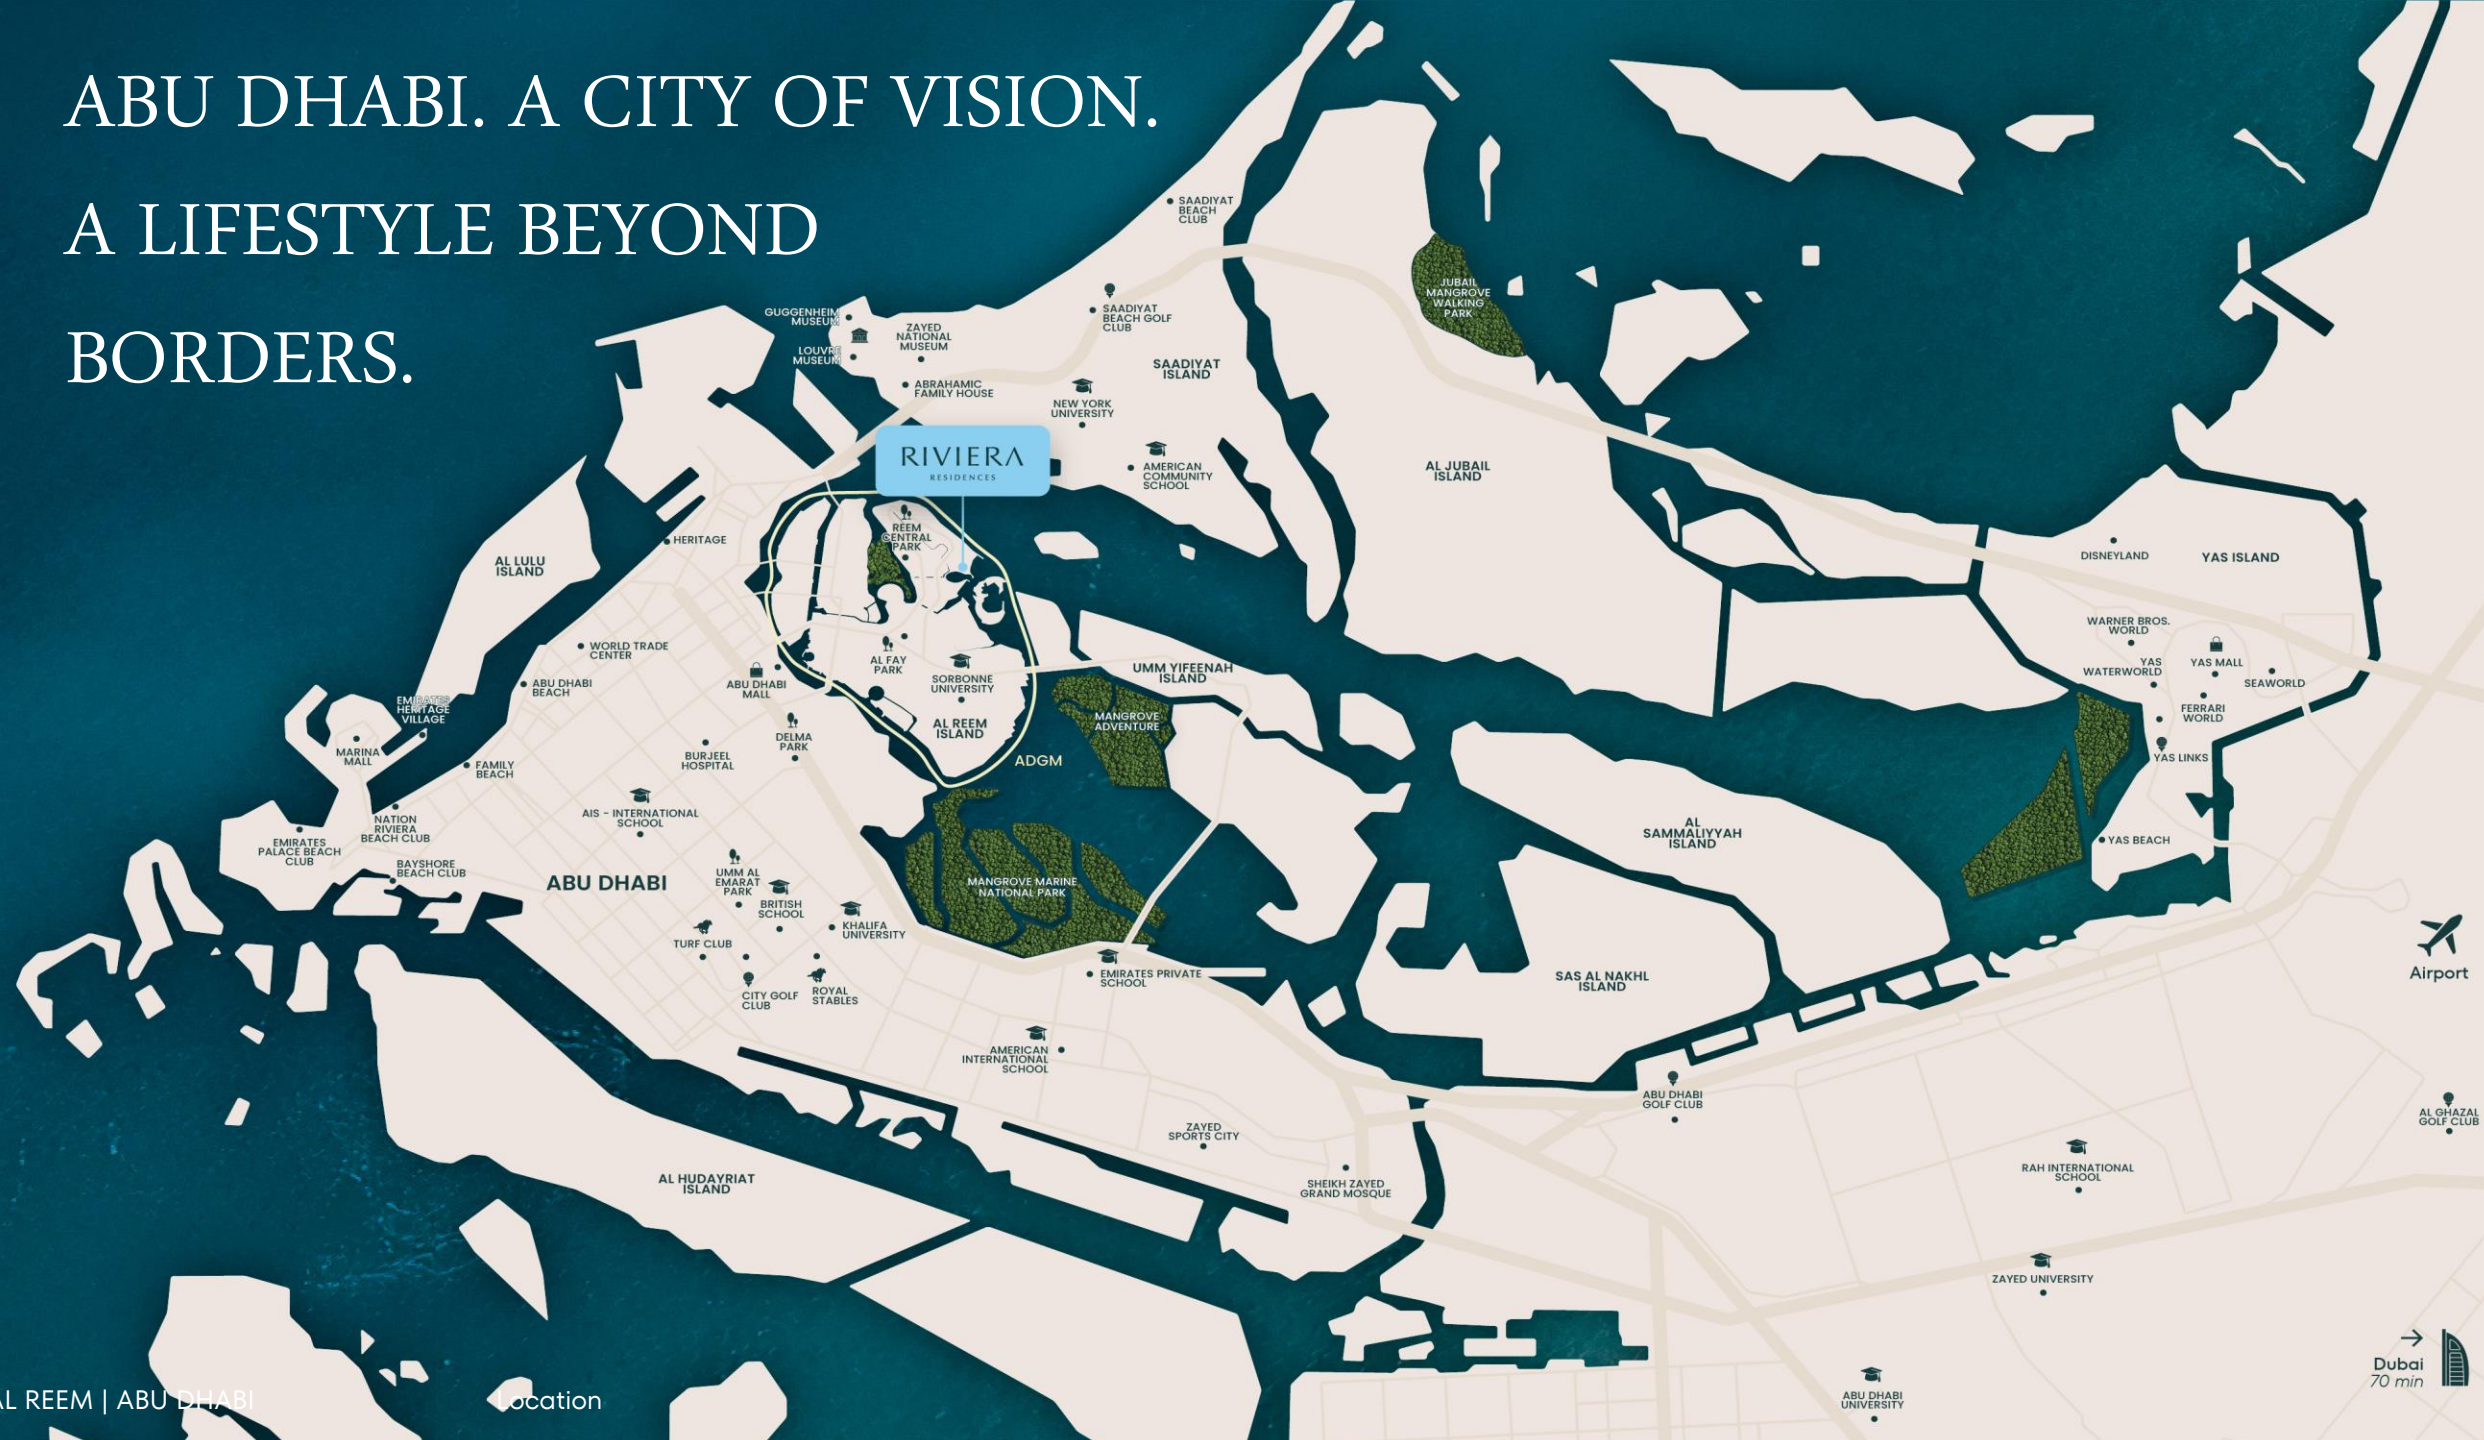 ABU DHABI. A CITY OF VISION.
A LIFESTYLE BEYOND
BORDERS.
SAADIYAT
BEACH
CLUB
JUBAIL
MANGROVE
WALKING
PARK
GUGGENHEIM
MUSEUM
LOUVRE
MUSEUM
ZAYED
NATIONAL
MUSEUM
SAADIYAT
BEACH GOLF
CLUB
SAADIYAT
ISLAND
ABRAHAMIC
FAMILY HOUSE
NEW YORK
UNIVERSITY
RIVIERA
RESIDENCES
AMERICAN
COMMUNITY
SCHOOL
AL JUBAIL
ISLAND
REEM
CENTRAL
PARK
HERITAGE
AL LULU
ISLAND
DISNEYLAND
YAS ISLAND
WORLD TRADE
CENTER
ABU DHABI
BEACH
ABU DHABI
MALL
AL FAY
PARK
SORBONNE
UNIVERSITY
UMM YIFEENAH
ISLAND
WARNER BROS.
WORLD
YAS
WATERWORLD
YAS MALL
SEAWORLD
FERRARI
WORLD
YAS LINKS
EMIRATES
HERITAGE
VILLAGE
MARINA
MALL
FAMILY
BEACH
BURJEEL
HOSPITAL
DELMA
PARK
AL REEM
ISLAND
ADGM
MANGROVE
ADVENTURE
NATION
RIVIERA
BEACH CLUB
EMIRATES
PALACE BEACH
CLUB
BAYSHORE
BEACH CLUB
AIS - INTERNATIONAL
SCHOOL
ABU DHABI
UMM AL
EMARAT
PARK
BRITISH
SCHOOL
KHALIFA
UNIVERSITY
TURF CLUB
CITY GOLF
CLUB
ROYAL
STABLES
MANGROVE MARINE
NATIONAL PARK
AL
SAMMALIYYAH
ISLAND
YAS BEACH
EMIRATES PRIVATE
SCHOOL
SAS AL NAKHL
ISLAND
Airport
AMERICAN
INTERNATIONAL
SCHOOL
ABU DHABI
GOLF CLUB
AL GHAZAL
GOLF CLUB
ZAYED
SPORTS CITY
SHEIKH ZAYED
GRAND MOSQUE
RAH INTERNATIONAL
SCHOOL
AL HUDAYRIAT
ISLAND
ZAYED UNIVERSITY
→
Dubai
70 min
ABU DHABI
UNIVERSITY
AL REEM | ABU DHABI
Location